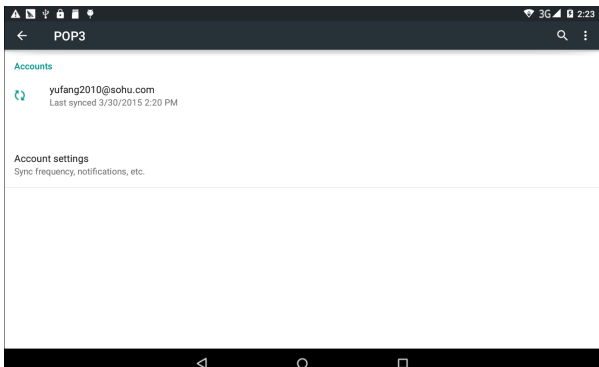 3G 2:23
POP3
Accounts
yufang2010@sohu.com
Last synced 3/30/2015 2:20 PM
Account settings
Sync frequency, notifications, etc.